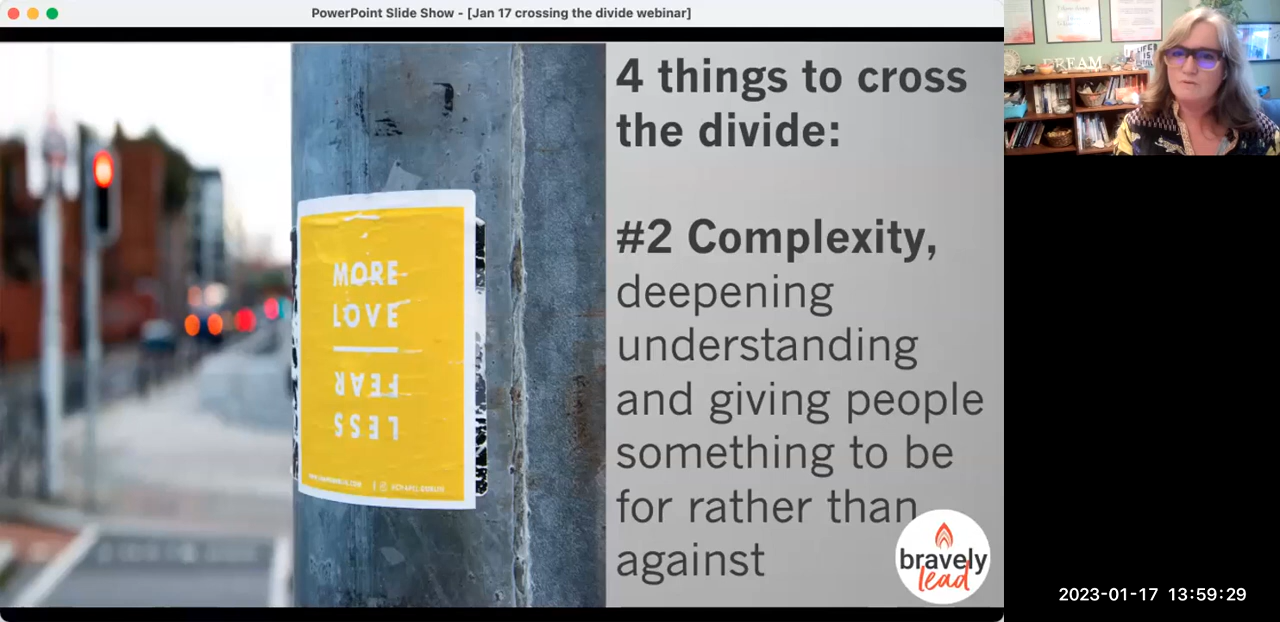 PowerPoint Slide Show - [Jan 17 crossing the divide webinar]
4 things to cross
the divide:
#2 Complexity,
deepening
understanding
and giving people
something to be
for rather than
against
MORE
LOVE
FEAR
LESS
bravely
lead
DREAM
2023-01-17 13:59:29